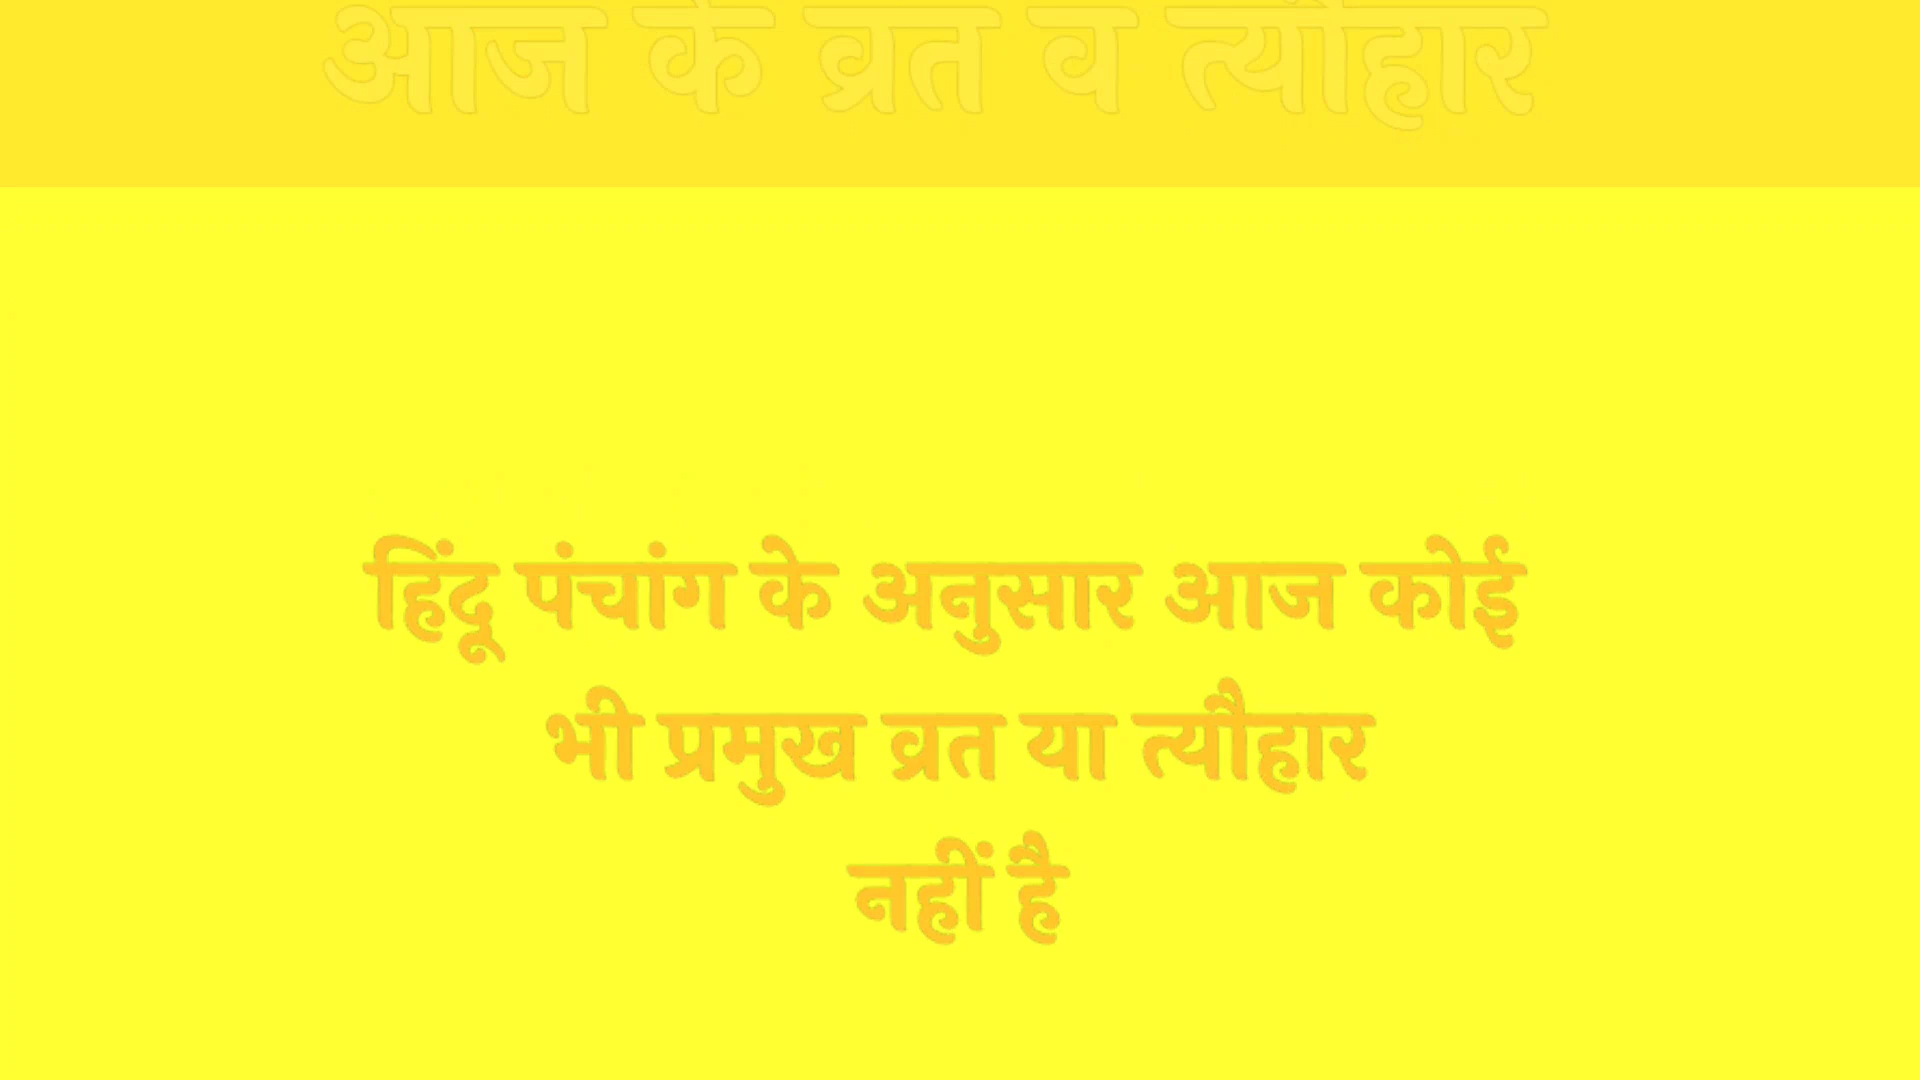 आज के व्रत व त्यौहार
हिंदू पंचांग के अनुसार आज कोई
भी प्रमुख व्रत या त्यौहार
नहीं है